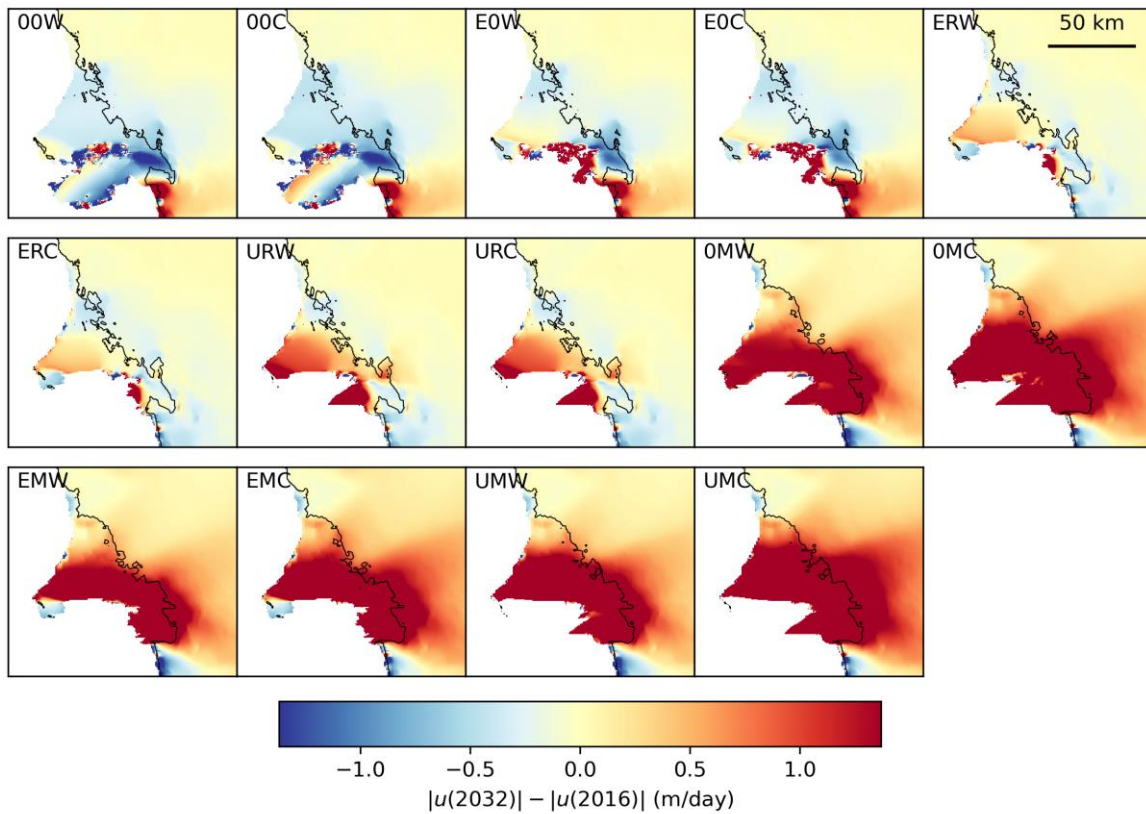 00W 00C E0W E0C ERW 50 km
ERC URW URC 0MW 0MC
EMW EMC UMW UMC
−1.0 −0.5 0.0 0.5 1.0
|u(2032)| − |u(2016)| (m/day)